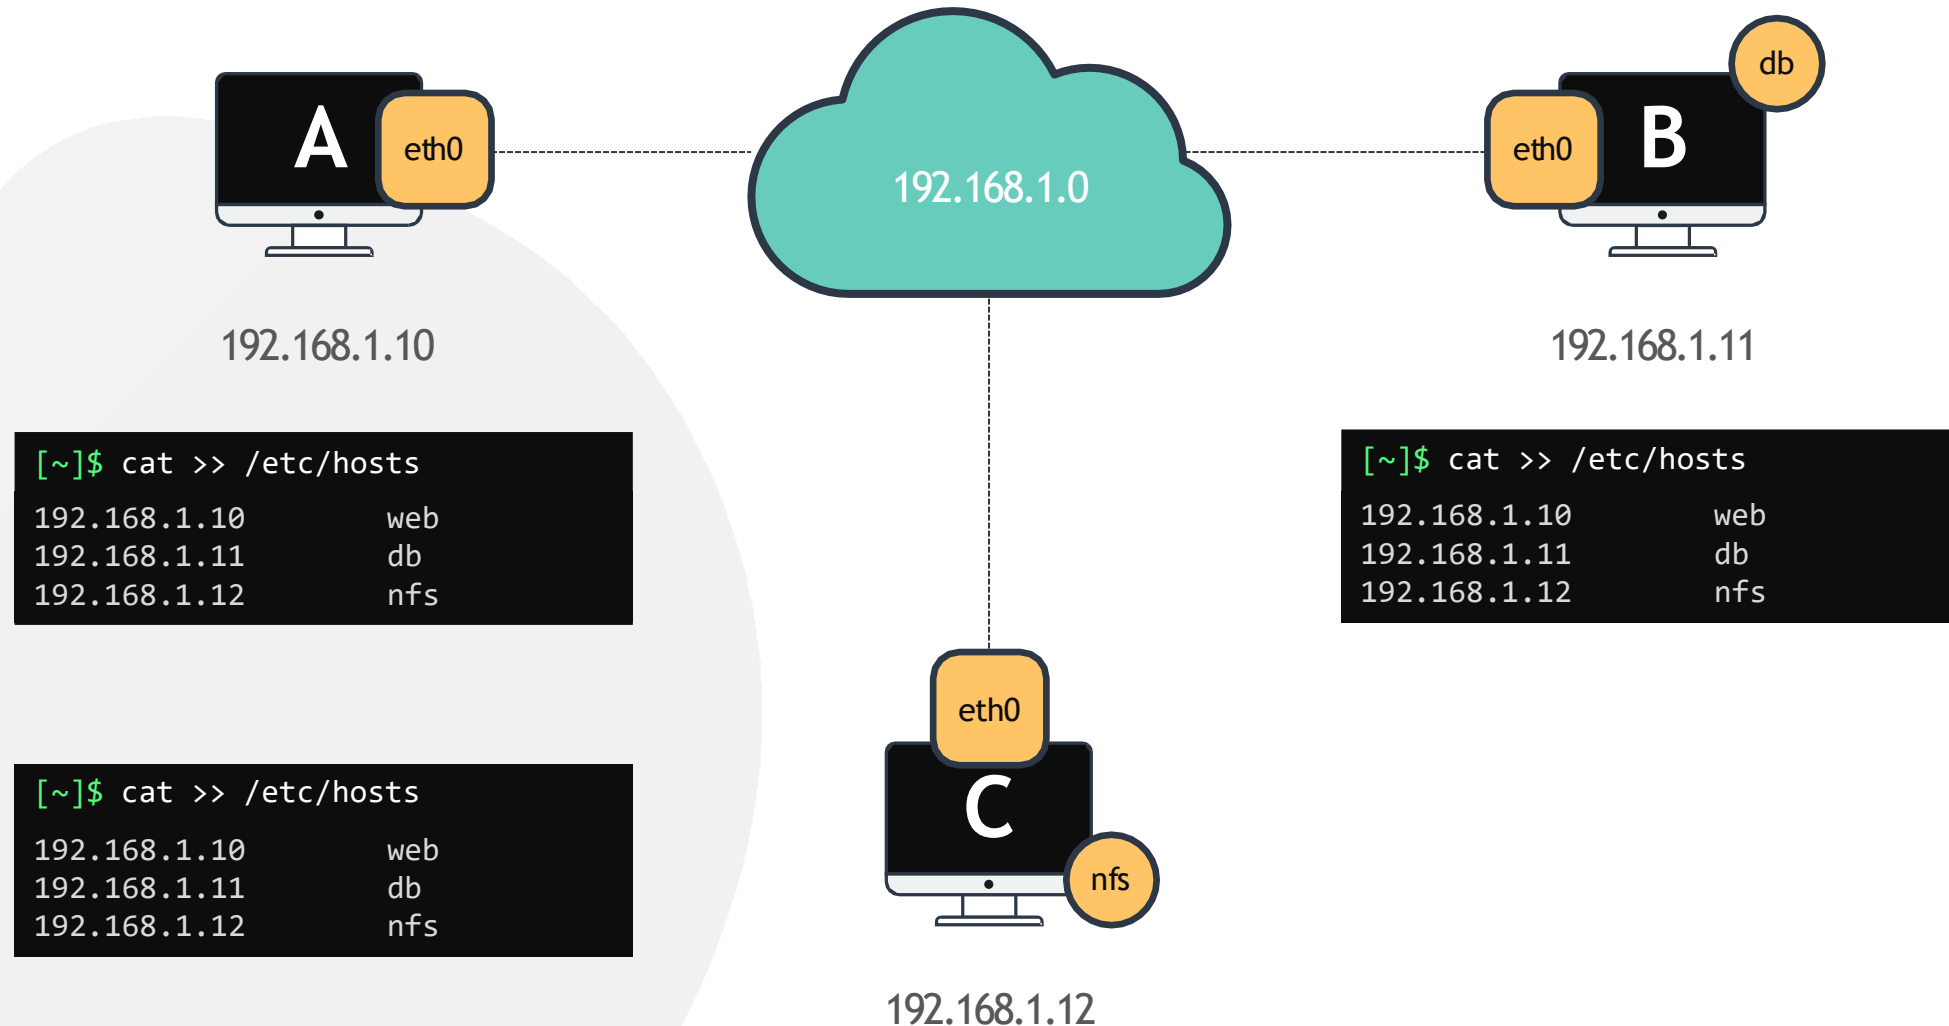 A
eth0
192.168.1.0
eth0
B
db
192.168.1.10
192.168.1.11
[~]$ cat >> /etc/hosts
192.168.1.10 web
192.168.1.11 db
192.168.1.12 nfs
[~]$ cat >> /etc/hosts
192.168.1.10 web
192.168.1.11 db
192.168.1.12 nfs
[~]$ cat >> /etc/hosts
192.168.1.10 web
192.168.1.11 db
192.168.1.12 nfs
eth0
C
nfs
192.168.1.12